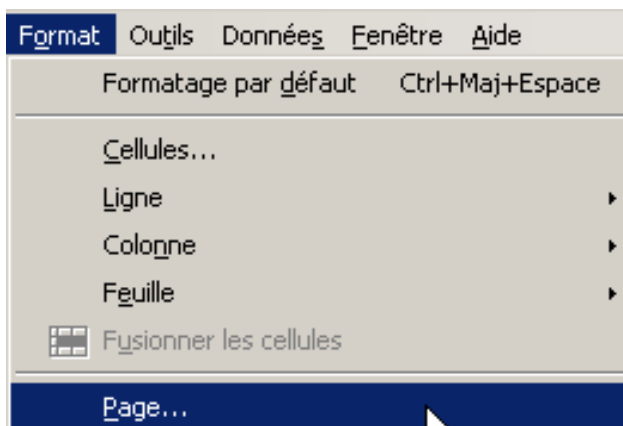 Format Outils Données Fenêtre Aide
Formatage par défaut Ctrl+Maj+Espace
Cellules...
Ligne
Colonne
Feuille
Fusionner les cellules
Page...